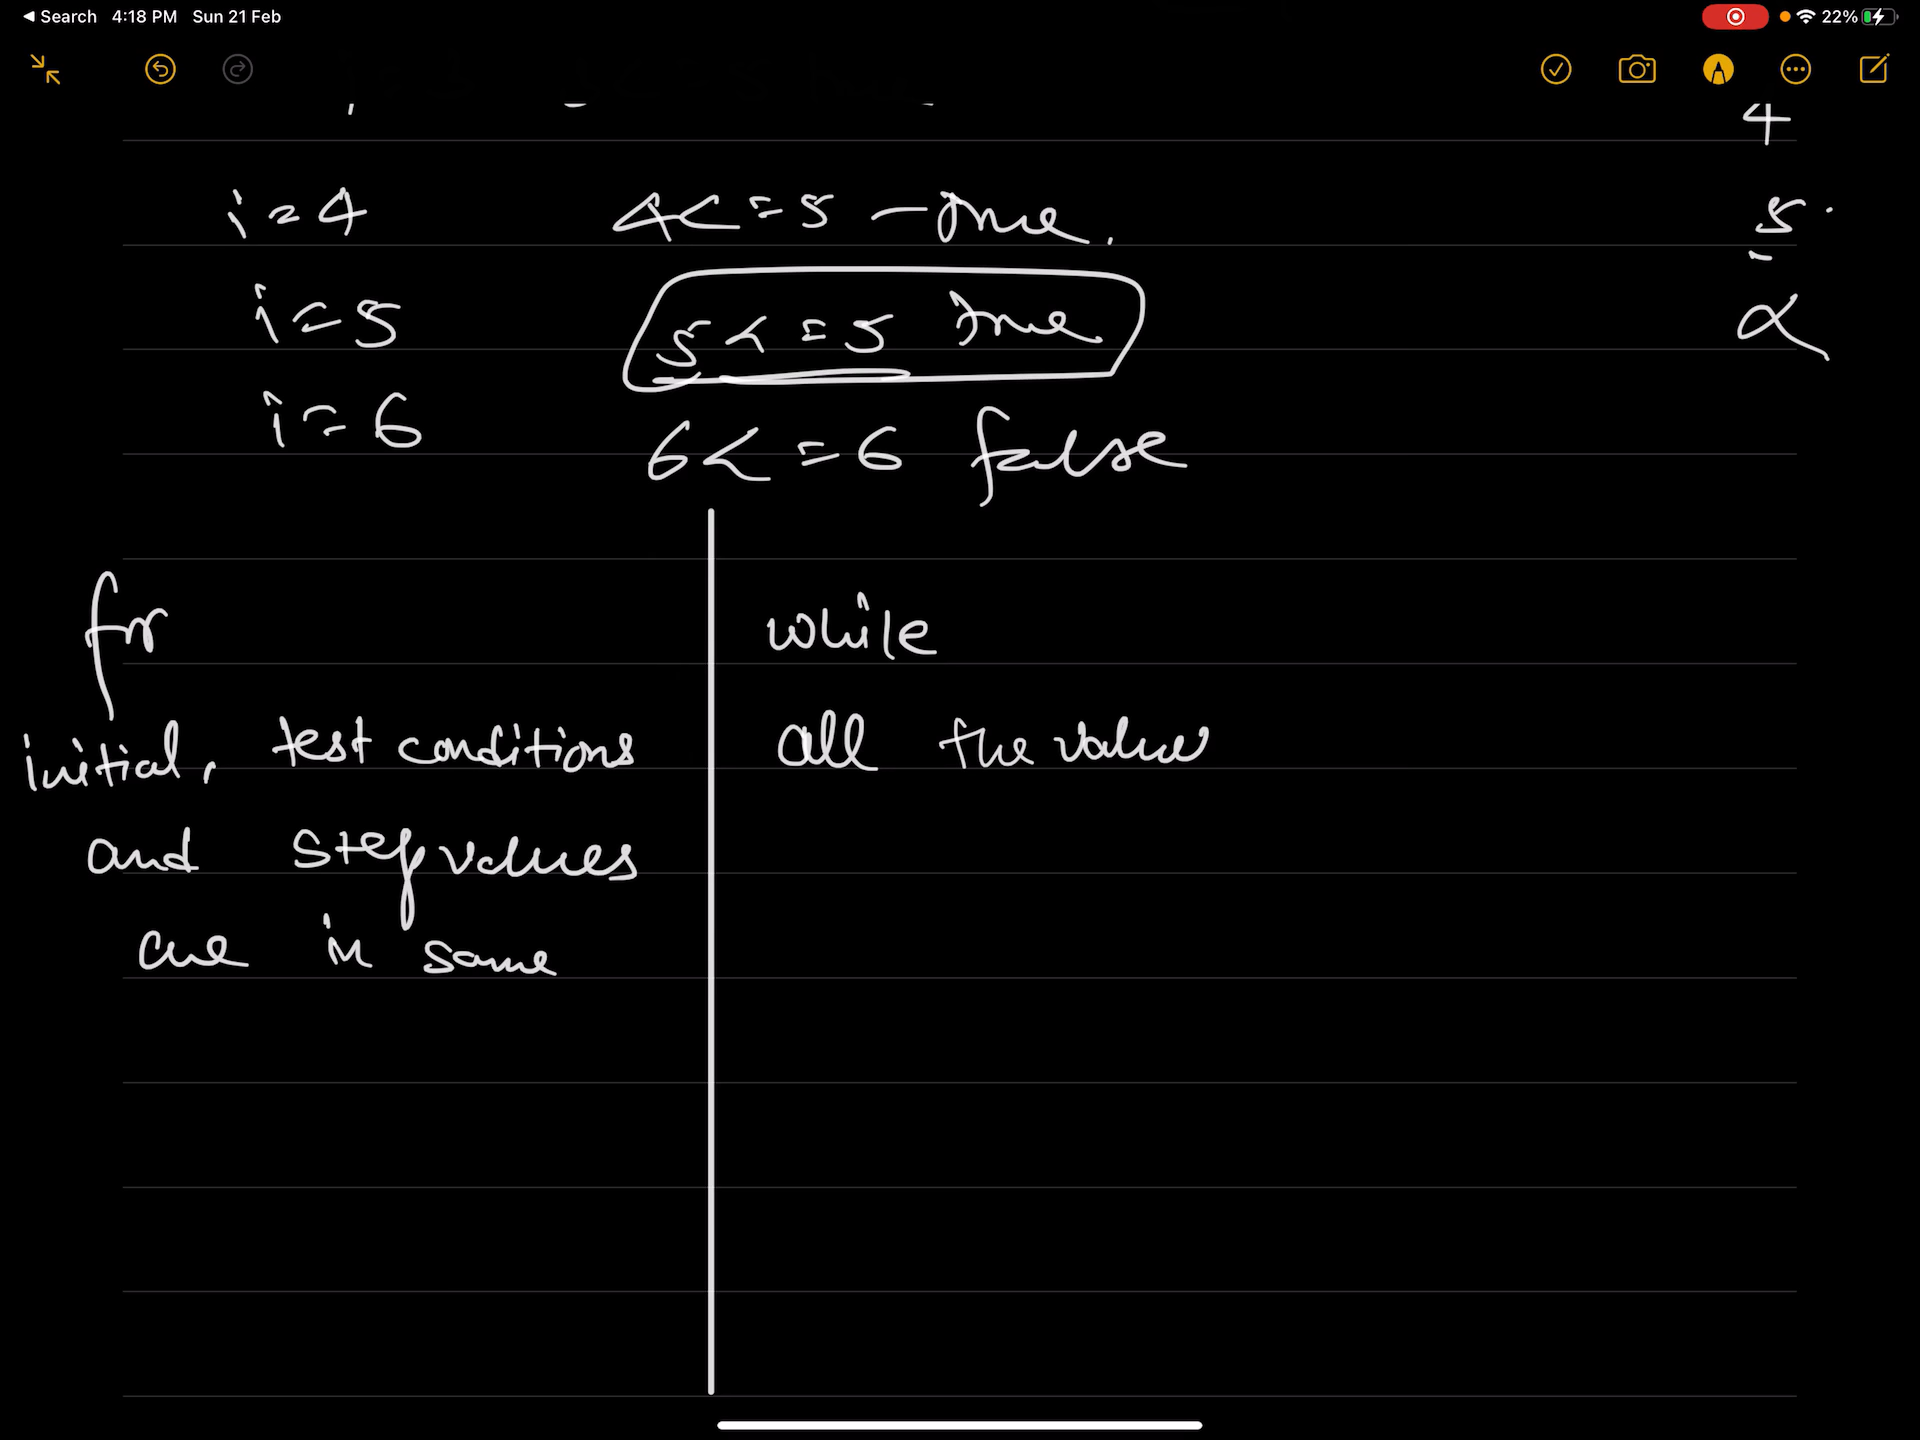 Search 4:18 PM Sun 21 Feb 22%
4
i=4 4<=5 - true. 5.
i=5 5<=5 true α
i=6 6<=6 false
for while
initial, test conditions all the value
and step values
are in same